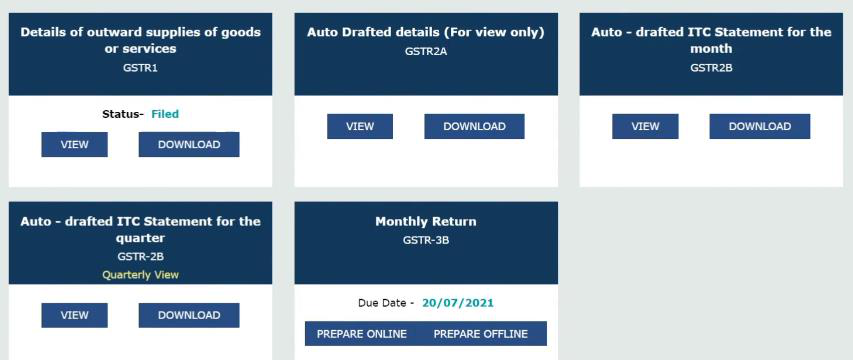 Details of outward supplies of goods
or services
GSTR1
Status- Filed
VIEW DOWNLOAD
Auto Drafted details (For view only)
GSTR2A
VIEW DOWNLOAD
Auto - drafted ITC Statement for the
month
GSTR2B
VIEW DOWNLOAD
Auto - drafted ITC Statement for the
quarter
GSTR-2B
Quarterly View
VIEW DOWNLOAD
Monthly Return
GSTR-3B
Due Date - 20/07/2021
PREPARE ONLINE PREPARE OFFLINE